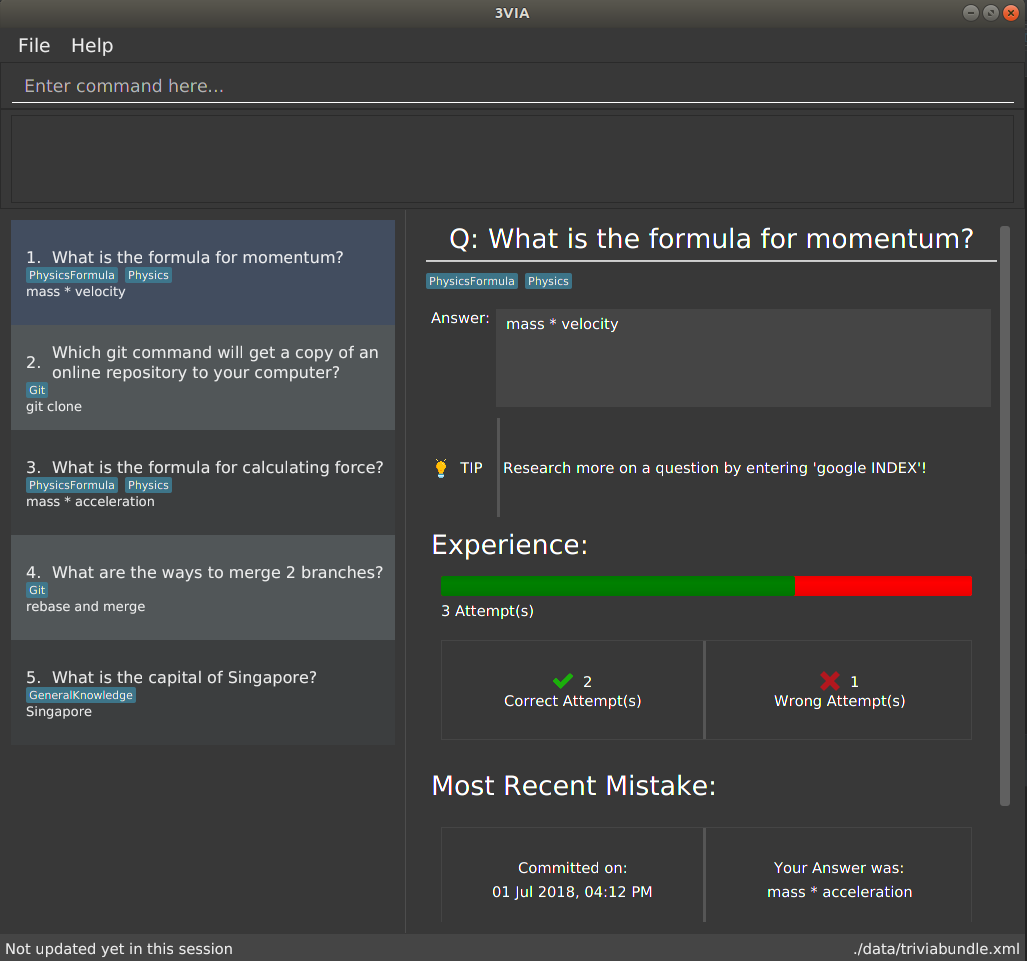 3VIA
File Help
Enter command here...
1. What is the formula for momentum?
PhysicsFormula Physics
mass * velocity
2. Which git command will get a copy of an
online repository to your computer?
Git
git clone
3. What is the formula for calculating force?
PhysicsFormula Physics
mass * acceleration
4. What are the ways to merge 2 branches?
Git
rebase and merge
5. What is the capital of Singapore?
GeneralKnowledge
Singapore
Q: What is the formula for momentum?
PhysicsFormula Physics
Answer: mass * velocity
TIP Research more on a question by entering 'google INDEX'!
Experience:
3 Attempt(s)
2
Correct Attempt(s)
1
Wrong Attempt(s)
Most Recent Mistake:
Committed on:
01 Jul 2018, 04:12 PM
Your Answer was:
mass * acceleration
Not updated yet in this session
./data/triviabundle.xml